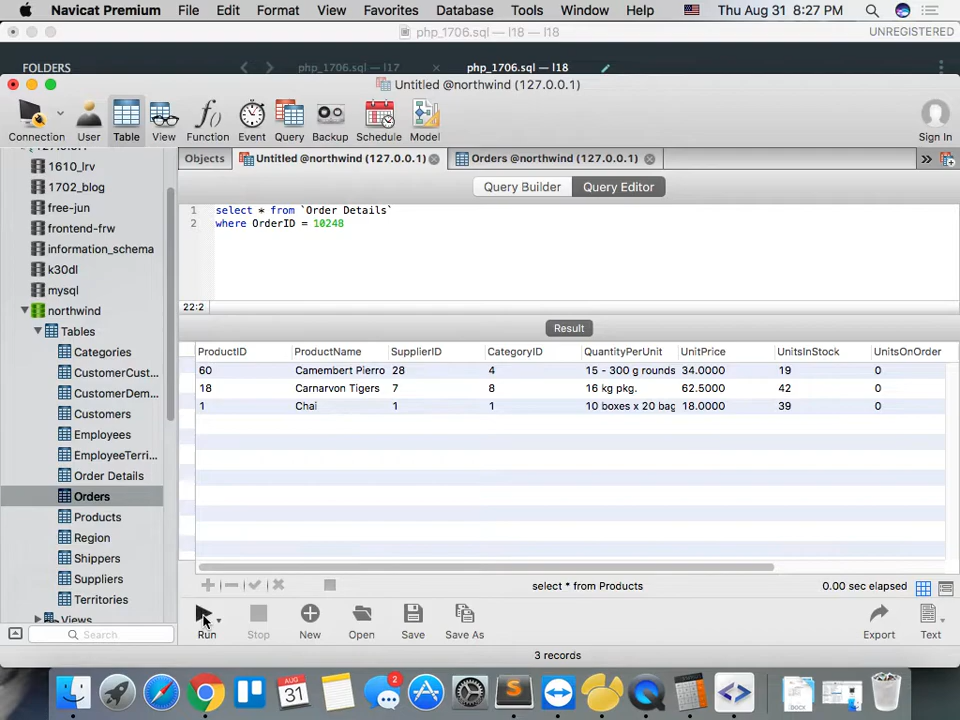 Navicat Premium File Edit Format View Favorites Database Tools Window Help Thu Aug 31 8:27 PM
php_1706.sql — l18 — l18 UNREGISTERED
FOLDERS php_1706.sql — l17 php_1706.sql — l18
Untitled @northwind (127.0.0.1)
Connection User Table View Function Event Query Backup Schedule Model Sign In
Objects Untitled @northwind (127.0.0.1) Orders @northwind (127.0.0.1)
1610_lrv
1702_blog
free-jun
frontend-frw
information_schema
k30dl
mysql
northwind
Tables
Categories
CustomerCust...
CustomerDem...
Customers
Employees
EmployeeTerri...
Order Details
Orders
Products
Region
Shippers
Suppliers
Territories
Views
Search
Query Builder Query Editor
1 select * from `Order Details`
2 where OrderID = 10248
22:2
Result
ProductID ProductName SupplierID CategoryID QuantityPerUnit UnitPrice UnitsInStock UnitsOnOrder
60 Camembert Pierro 28 4 15 - 300 g rounds 34.0000 19 0
18 Carnarvon Tigers 7 8 16 kg pkg. 62.5000 42 0
1 Chai 1 1 10 boxes x 20 bag 18.0000 39 0
select * from Products 0.00 sec elapsed
Run Stop New Open Save Save As Export Text
3 records
31
2
DOCX